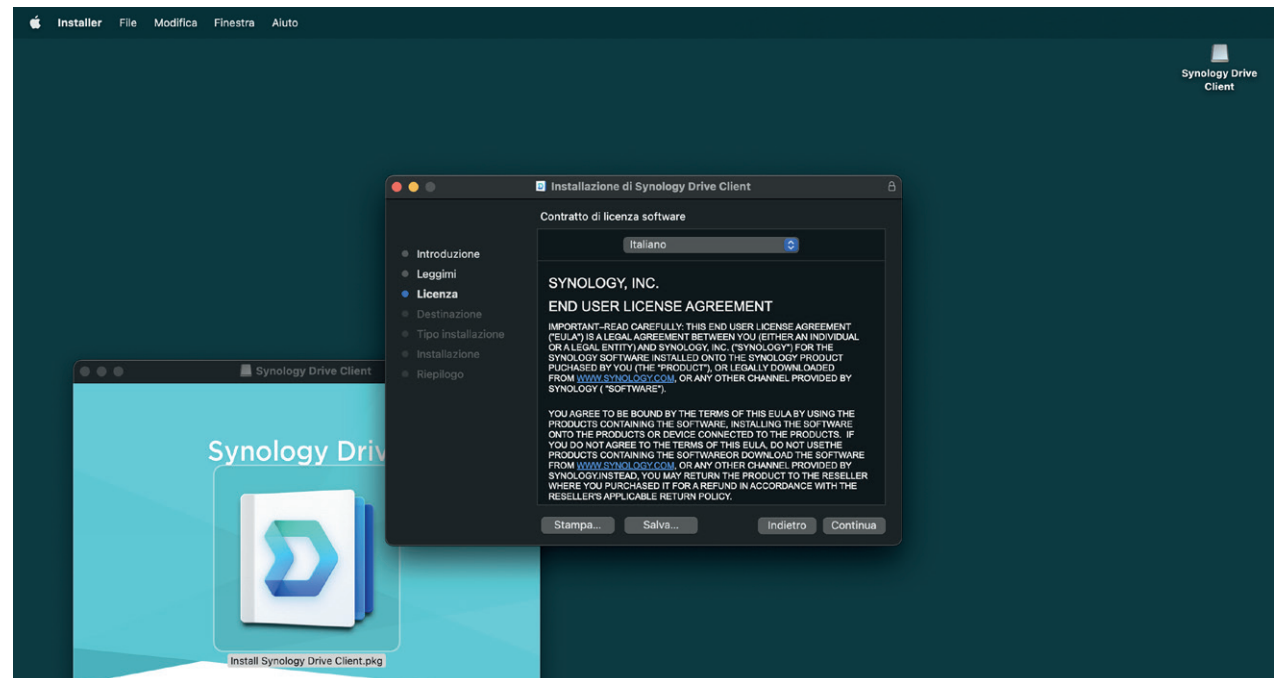 Installer File Modifica Finestra Aiuto
Synology Drive
Client
Installazione di Synology Drive Client
Contratto di licenza software
Italiano
Introduzione
Leggimi
Licenza
Destinazione
Tipo installazione
Installazione
Riepilogo
SYNOLOGY, INC.
END USER LICENSE AGREEMENT
IMPORTANT–READ CAREFULLY: THIS END USER LICENSE AGREEMENT
("EULA") IS A LEGAL AGREEMENT BETWEEN YOU (EITHER AN INDIVIDUAL
OR A LEGAL ENTITY) AND SYNOLOGY, INC. ("SYNOLOGY") FOR THE
SYNOLOGY SOFTWARE INSTALLED ONTO THE SYNOLOGY PRODUCT
PUCHASED BY YOU (THE "PRODUCT"), OR LEGALLY DOWNLOADED
FROM WWW.SYNOLOGY.COM, OR ANY OTHER CHANNEL PROVIDED BY
SYNOLOGY ( "SOFTWARE").
YOU AGREE TO BE BOUND BY THE TERMS OF THIS EULA BY USING THE
PRODUCTS CONTAINING THE SOFTWARE, INSTALLING THE SOFTWARE
ONTO THE PRODUCTS OR DEVICE CONNECTED TO THE PRODUCTS. IF
YOU DO NOT AGREE TO THE TERMS OF THIS EULA, DO NOT USETHE
PRODUCTS CONTAINING THE SOFTWAREOR DOWNLOAD THE SOFTWARE
FROM WWW.SYNOLOGY.COM, OR ANY OTHER CHANNEL PROVIDED BY
SYNOLOGY.INSTEAD, YOU MAY RETURN THE PRODUCT TO THE RESELLER
WHERE YOU PURCHASED IT FOR A REFUND IN ACCORDANCE WITH THE
RESELLER'S APPLICABLE RETURN POLICY.
Stampa... Salva... Indietro Continua
Synology Drive Client
Synology Driv
Install Synology Drive Client.pkg